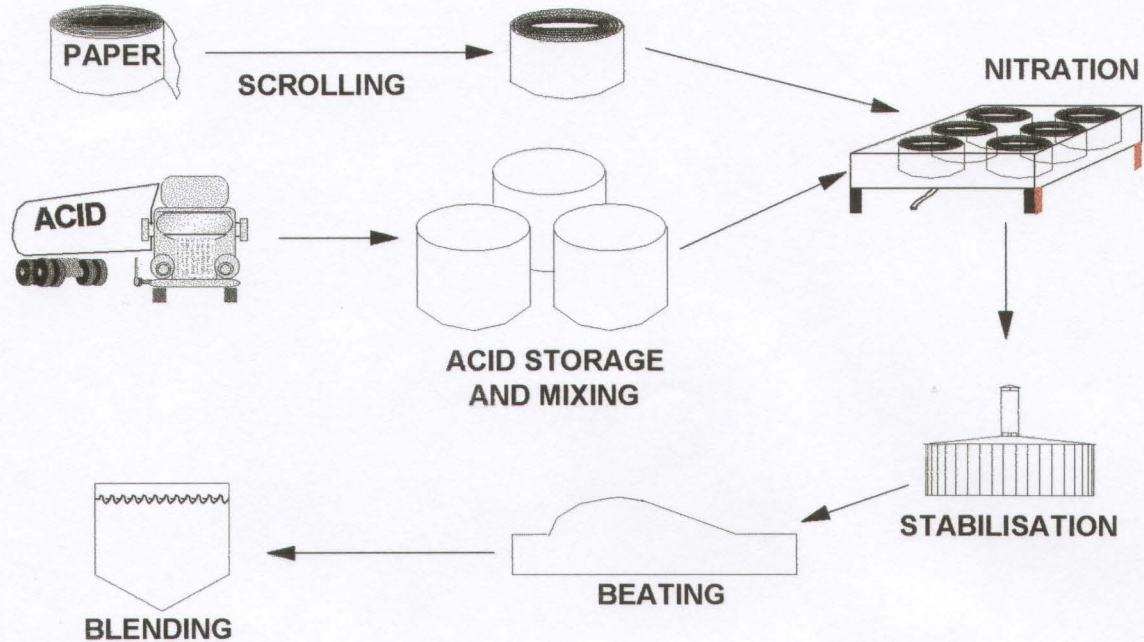 PAPER
SCROLLING
NITRATION
ACID
ACID STORAGE
AND MIXING
STABILISATION
BEATING
BLENDING